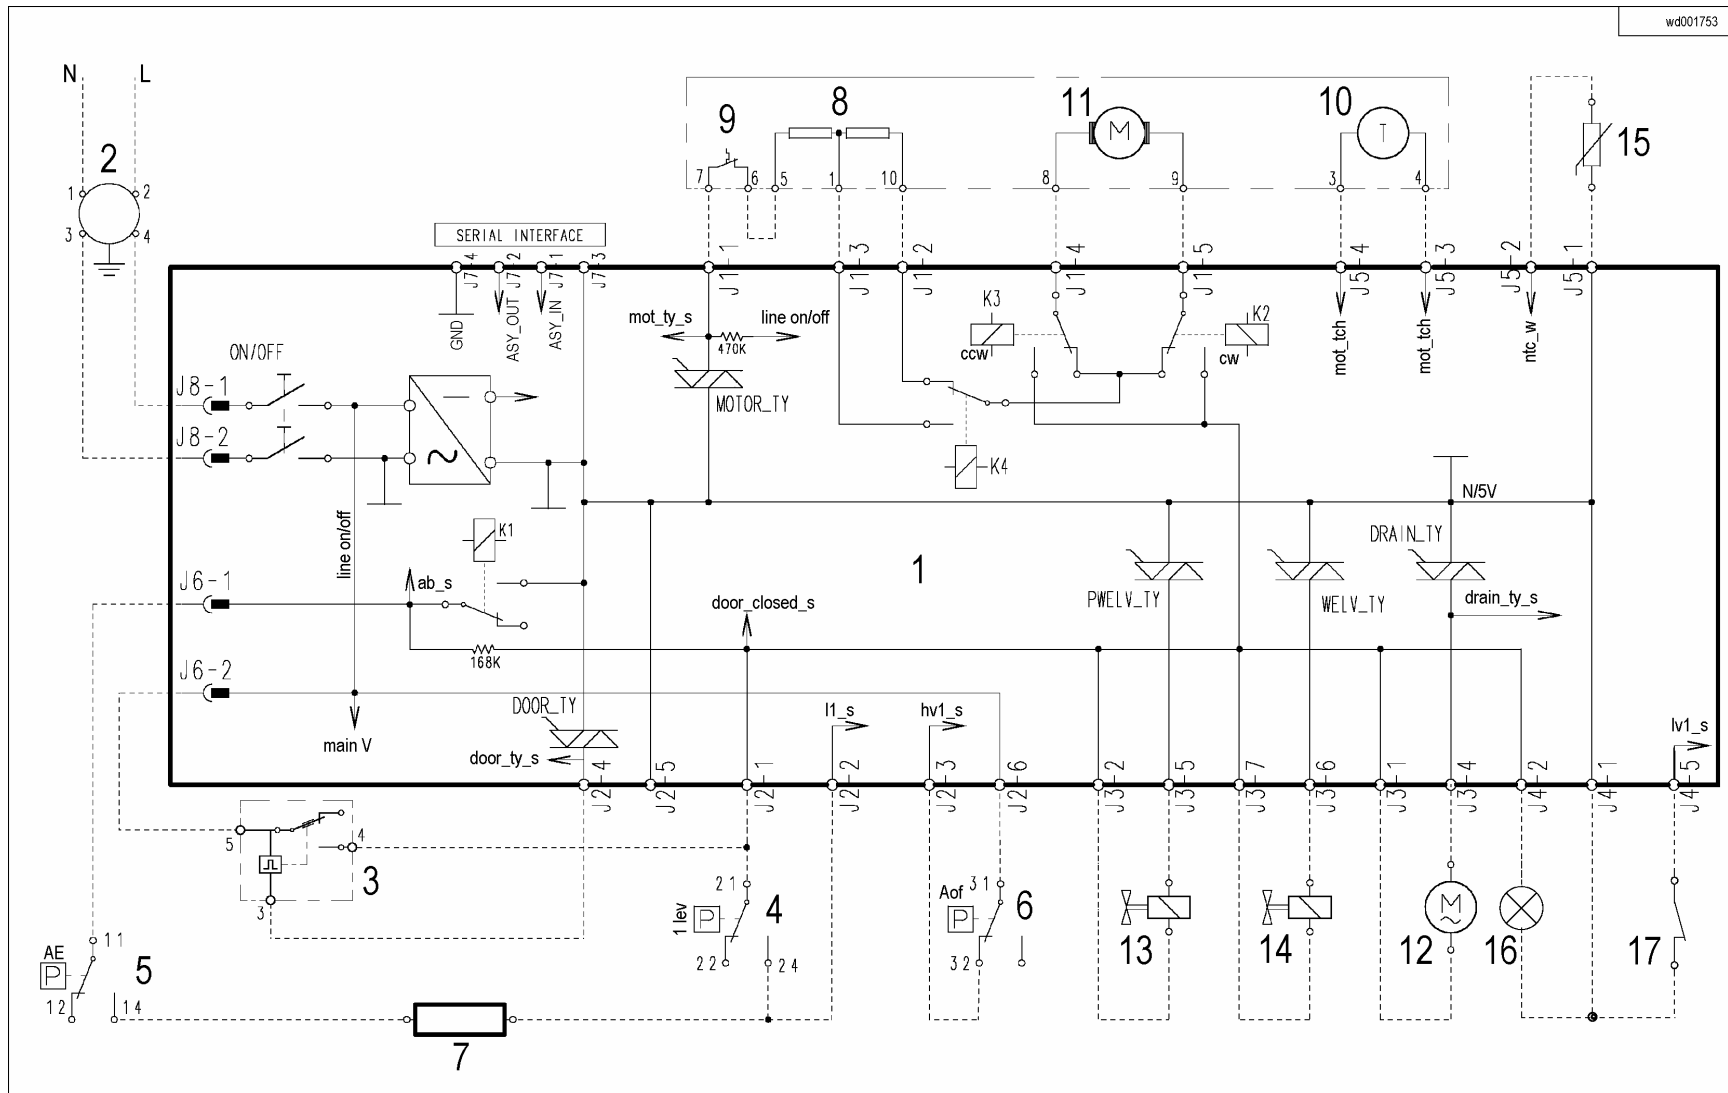 wd001753
N L
9 8 11 10 15
2
1 2
3 4
7 6 5 1 10 8 9 3 4
SERIAL INTERFACE
J7-4 J7-2 J7-1 J7-3 J1-1 J1-3 J1-2 J1-4 J1-5 J5-4 J5-3 J5-2 J5-1
M T
GND ASY_OUT ASY_IN
mot_ty_s line on/off
470K
K3 K2
ccw cw
mot_tch mot_tch ntc_w
ON/OFF
J8-1
MOTOR_TY
J8-2
K4
N/5V
line on/off
K1
DRAIN_TY
1
J6-1
ab_s
door_closed_s
PWELV_TY WELV_TY drain_ty_s
168K
J6-2
DOOR_TY
main V
door_ty_s
l1_s hv1_s lv1_s
J2-4 J2-5 J2-1 J2-2 J2-3 J2-6 J3-2 J3-5 J3-7 J3-6 J3-1 J3-4 J4-2 J4-1 J4-5
5 4
3
3
21
1 lev P 4
22 24
Aof 31
P 6
32
13 14 M 12 16 17
AE 11
P 5
12 14
7